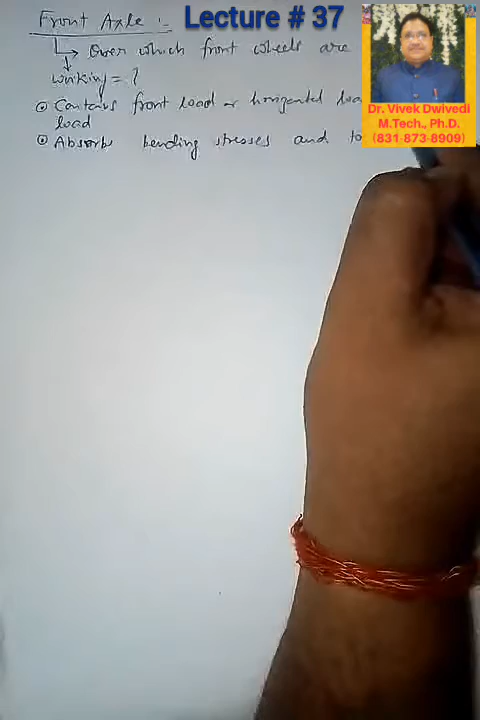 Front Axle :-
Lecture # 37
Over which front wheels are
working = ?
Contains front load & horizontal
load
Absorbs bending stresses and to
Dr. Vivek Dwivedi
M.Tech., Ph.D.
(831-873-8909)